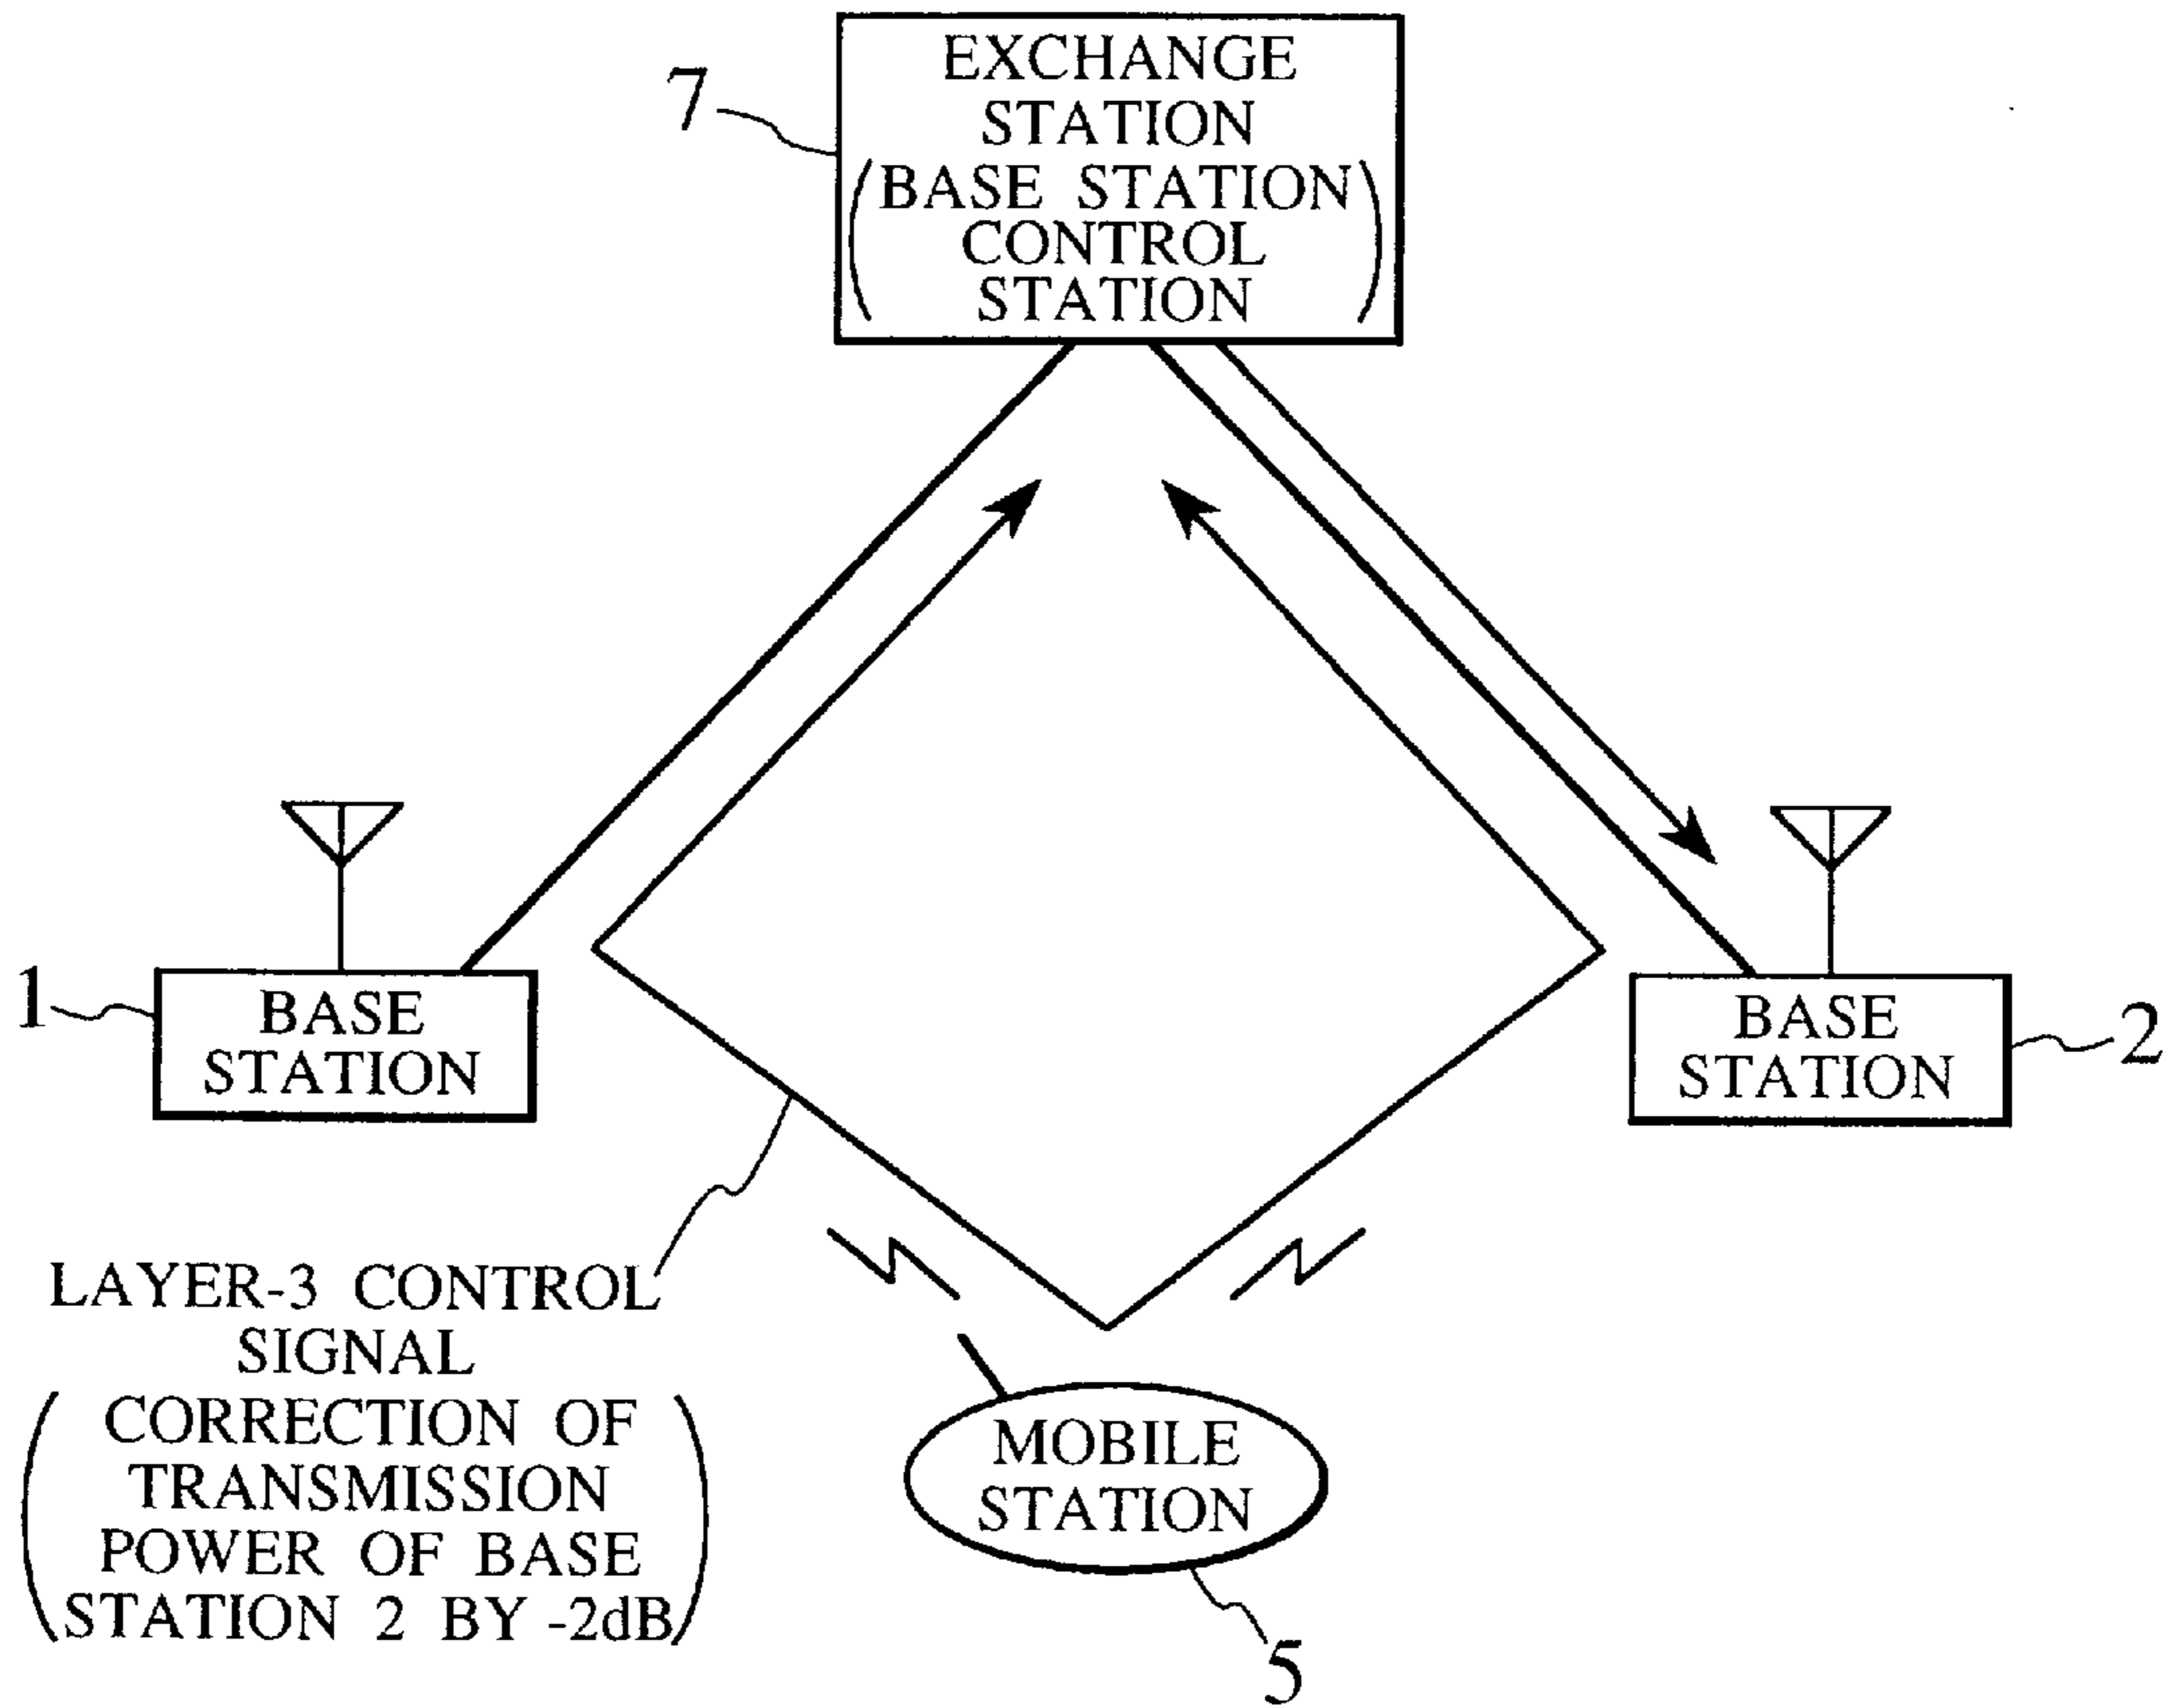 EXCHANGE
STATION
7
(BASE STATION
CONTROL
STATION)
1
BASE
STATION
BASE
STATION
2
LAYER-3 CONTROL
SIGNAL
(CORRECTION OF
TRANSMISSION
POWER OF BASE
STATION 2 BY -2dB)
MOBILE
STATION
5